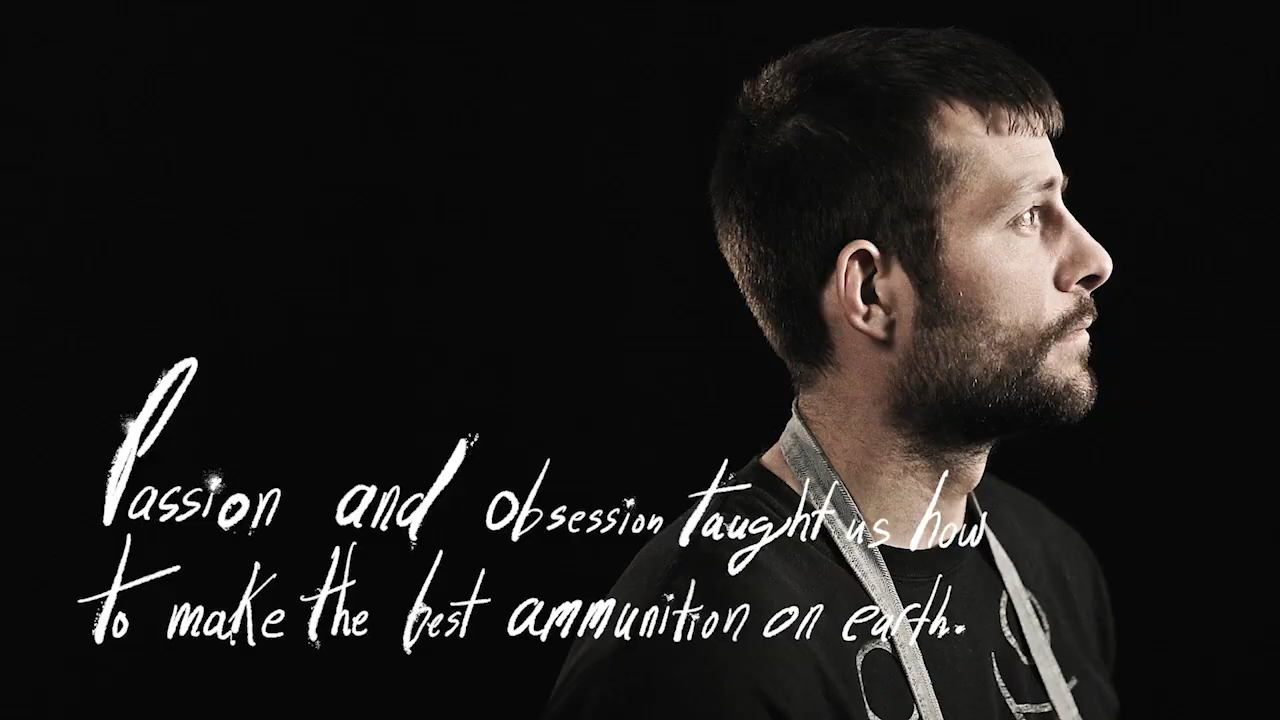 Passion and obsession taught us how
to make the best ammunition on earth.